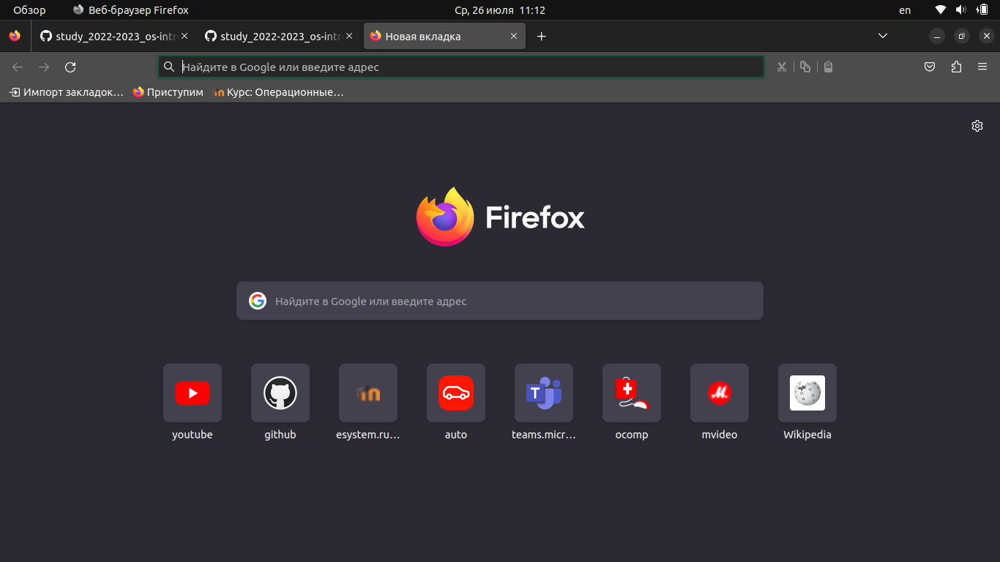 Обзор
Веб-браузер Firefox
Ср, 26 июля 11:12
en
study_2022-2023_os-intr
study_2022-2023_os-intr
Новая вкладка
Найдите в Google или введите адрес
Импорт закладок…
Приступим
Курс: Операционные…
Firefox
Найдите в Google или введите адрес
youtube
github
esystem.ru…
auto
teams.micr…
ocomp
mvideo
Wikipedia